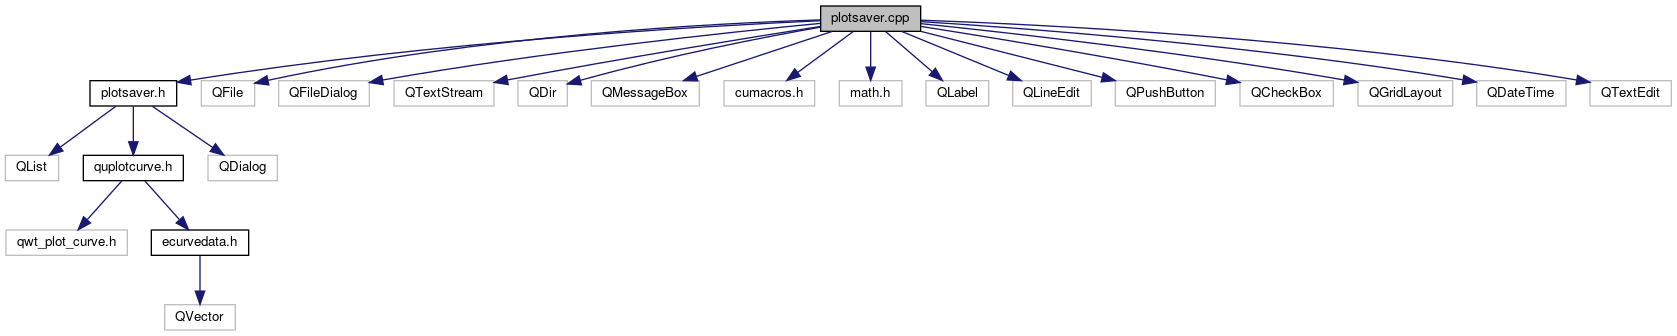 plotsaver.cpp
plotsaver.h
QFile
QFileDialog
QTextStream
QDir
QMessageBox
cumacros.h
math.h
QLabel
QLineEdit
QPushButton
QCheckBox
QGridLayout
QDateTime
QTextEdit
QList
quplotcurve.h
QDialog
qwt_plot_curve.h
ecurvedata.h
QVector